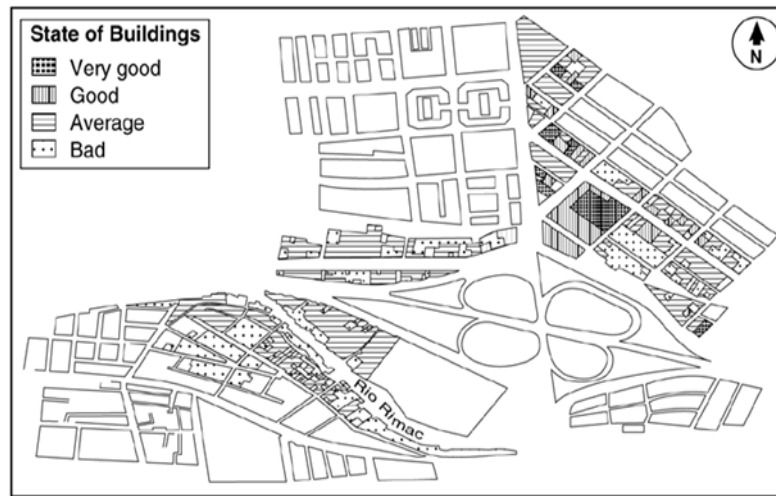 State of Buildings
Very good
Good
Average
Bad
N
Rio Rimac